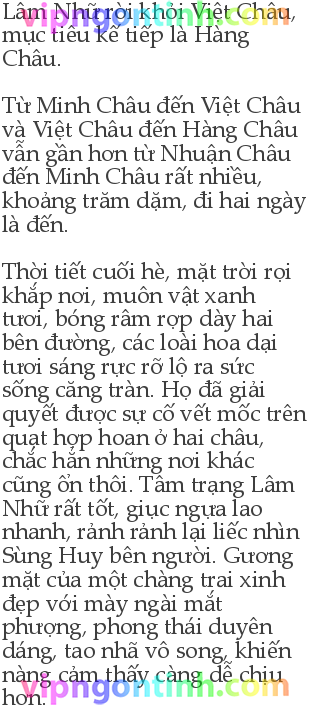 Lâm Nhữ rời khỏi Việt Châu,
vipngontinh.com
mục tiêu kế tiếp là Hàng
Châu.
Từ Minh Châu đến Việt Châu
và Việt Châu đến Hàng Châu
vẫn gần hơn từ Nhuận Châu
đến Minh Châu rất nhiều,
khoảng trăm dặm, đi hai ngày
là đến.
Thời tiết cuối hè, mặt trời rọi
khắp nơi, muôn vật xanh
tươi, bóng râm rợp dày hai
bên đường, các loài hoa dại
tươi sáng rực rỡ lộ ra sức
sống căng tràn. Họ đã giải
quyết được sự cố vết mốc trên
quạt hợp hoan ở hai châu,
chắc hẳn những nơi khác
cũng ổn thôi. Tâm trạng Lâm
Nhữ rất tốt, giục ngựa lao
nhanh, rảnh rảnh lại liếc nhìn
Sùng Huy bên người. Gương
mặt của một chàng trai xinh
đẹp với mày ngài mắt
phượng, phong thái duyên
dáng, tao nhã vô song, khiến
nàng cảm thấy càng dễ chịu
vipngontinh.com
hơn.